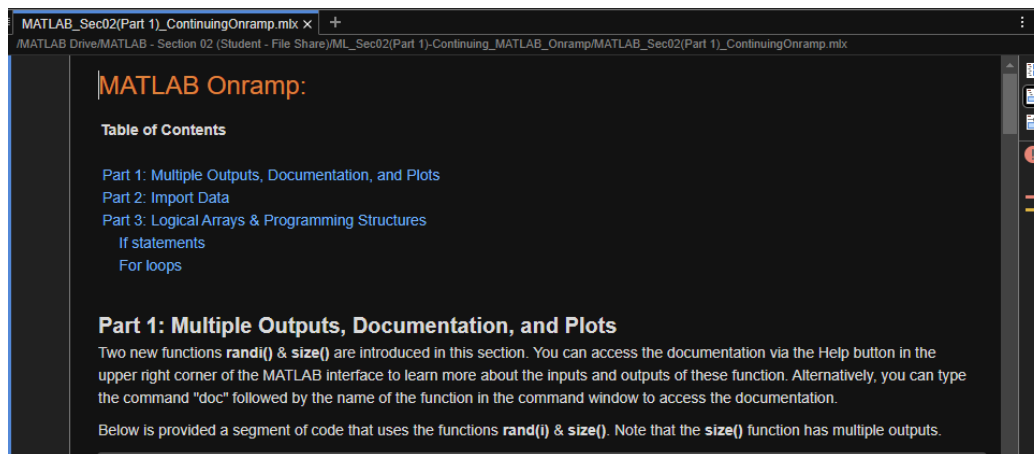 MATLAB_Sec02(Part 1)_ContinuingOnramp.mlx × +
/MATLAB Drive/MATLAB - Section 02 (Student - File Share)/ML_Sec02(Part 1)-Continuing_MATLAB_Onramp/MATLAB_Sec02(Part 1)_ContinuingOnramp.mlx
MATLAB Onramp:
Table of Contents
Part 1: Multiple Outputs, Documentation, and Plots
Part 2: Import Data
Part 3: Logical Arrays & Programming Structures
If statements
For loops
Part 1: Multiple Outputs, Documentation, and Plots
Two new functions randi() & size() are introduced in this section. You can access the documentation via the Help button in the
upper right corner of the MATLAB interface to learn more about the inputs and outputs of these function. Alternatively, you can type
the command "doc" followed by the name of the function in the command window to access the documentation.
Below is provided a segment of code that uses the functions rand(i) & size(). Note that the size() function has multiple outputs.